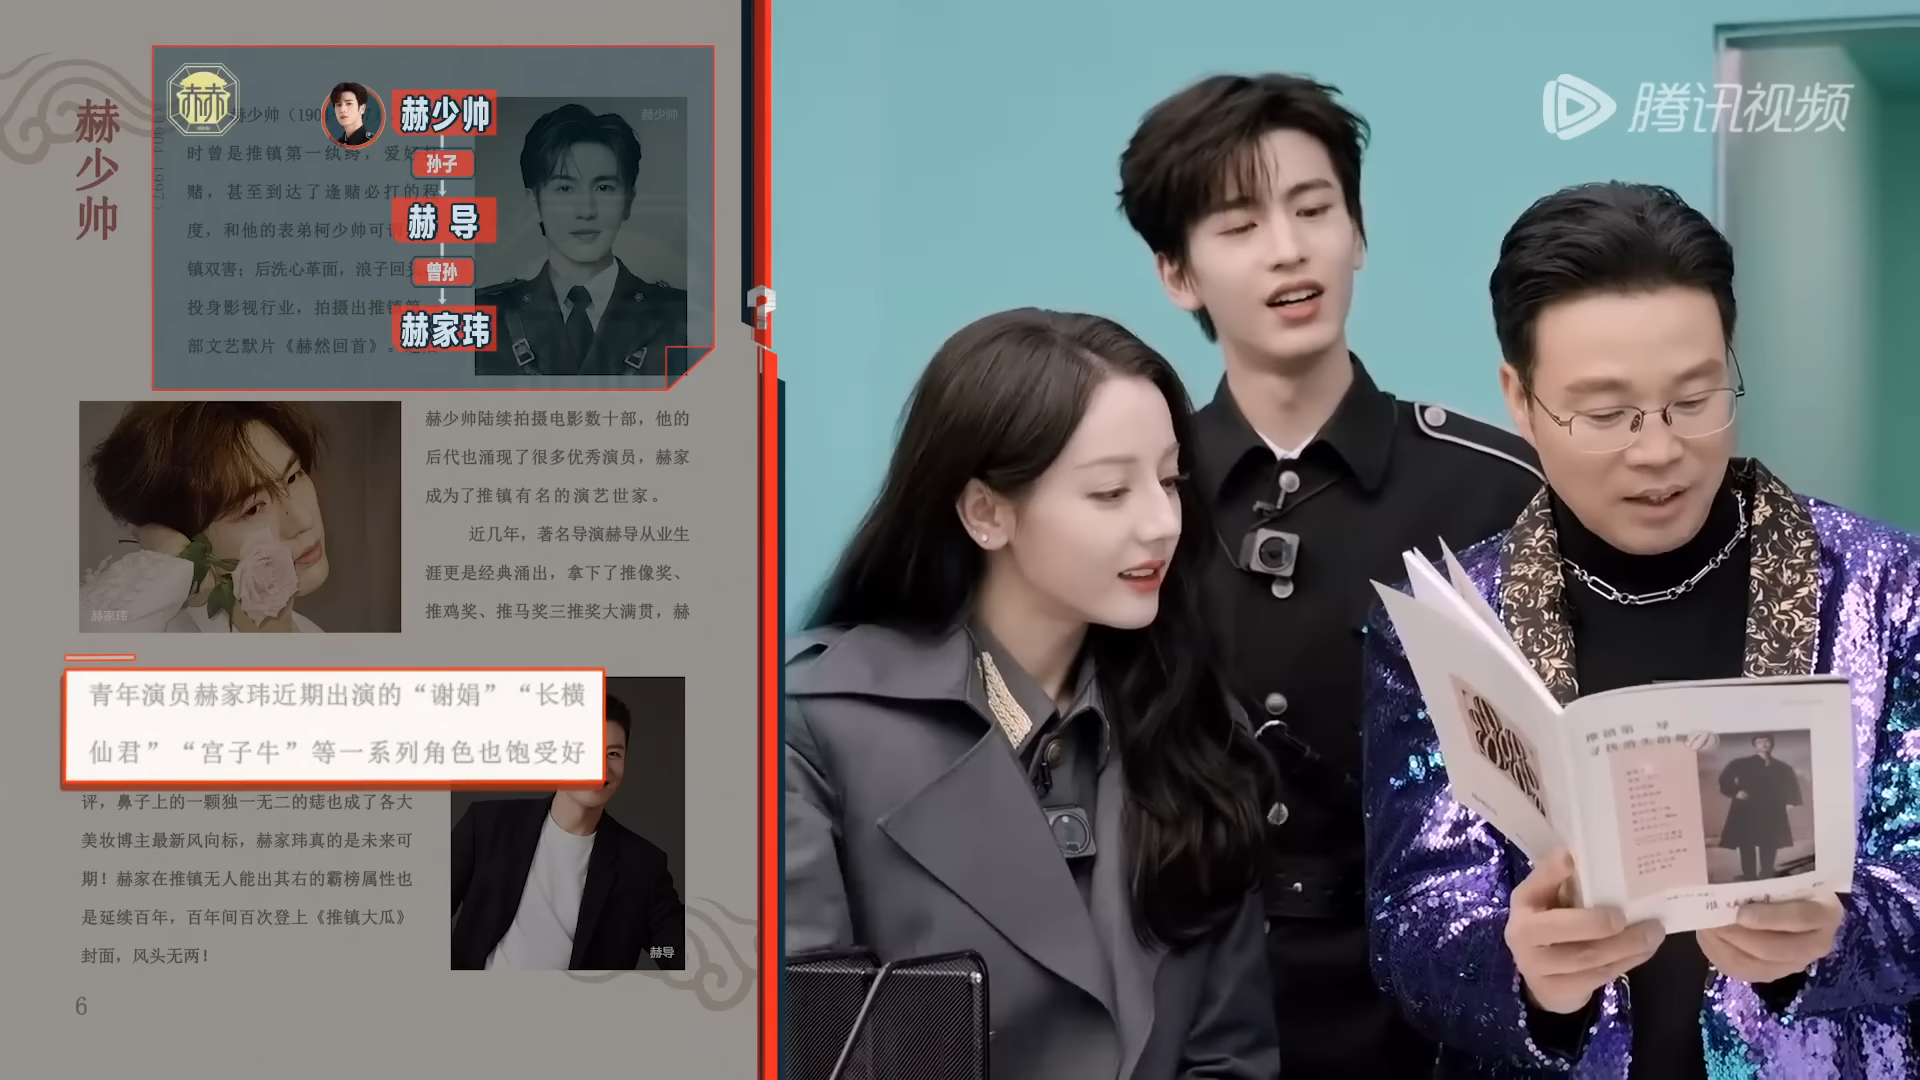 赫少帅
赫
赫少帅
孙子
赫 导
曾孙
赫家玮
赫少帅（190
时曾是推镇第一纨绔，爱好
赌，甚至到达了逢赌必打的程
度，和他的表弟柯少帅可谓
镇双害；后洗心革面，浪子回头
投身影视行业，拍摄出推镇第
部文艺默片《赫然回首》。
赫少帅
赫少帅陆续拍摄电影数十部，他的
后代也涌现了很多优秀演员，赫家
成为了推镇有名的演艺世家。
近几年，著名导演赫导从业生
涯更是经典涌出，拿下了推像奖、
推鸡奖、推马奖三推奖大满贯，赫
赫家玮
青年演员赫家玮近期出演的“谢娟”“长横
仙君”“宫子牛”等一系列角色也饱受好
评，鼻子上的一颗独一无二的痣也成了各大
美妆博主最新风向标，赫家玮真的是未来可
期！赫家在推镇无人能出其右的霸榜属性也
是延续百年，百年间百次登上《推镇大瓜》
封面，风头无两！
赫导
6
?
腾讯视频